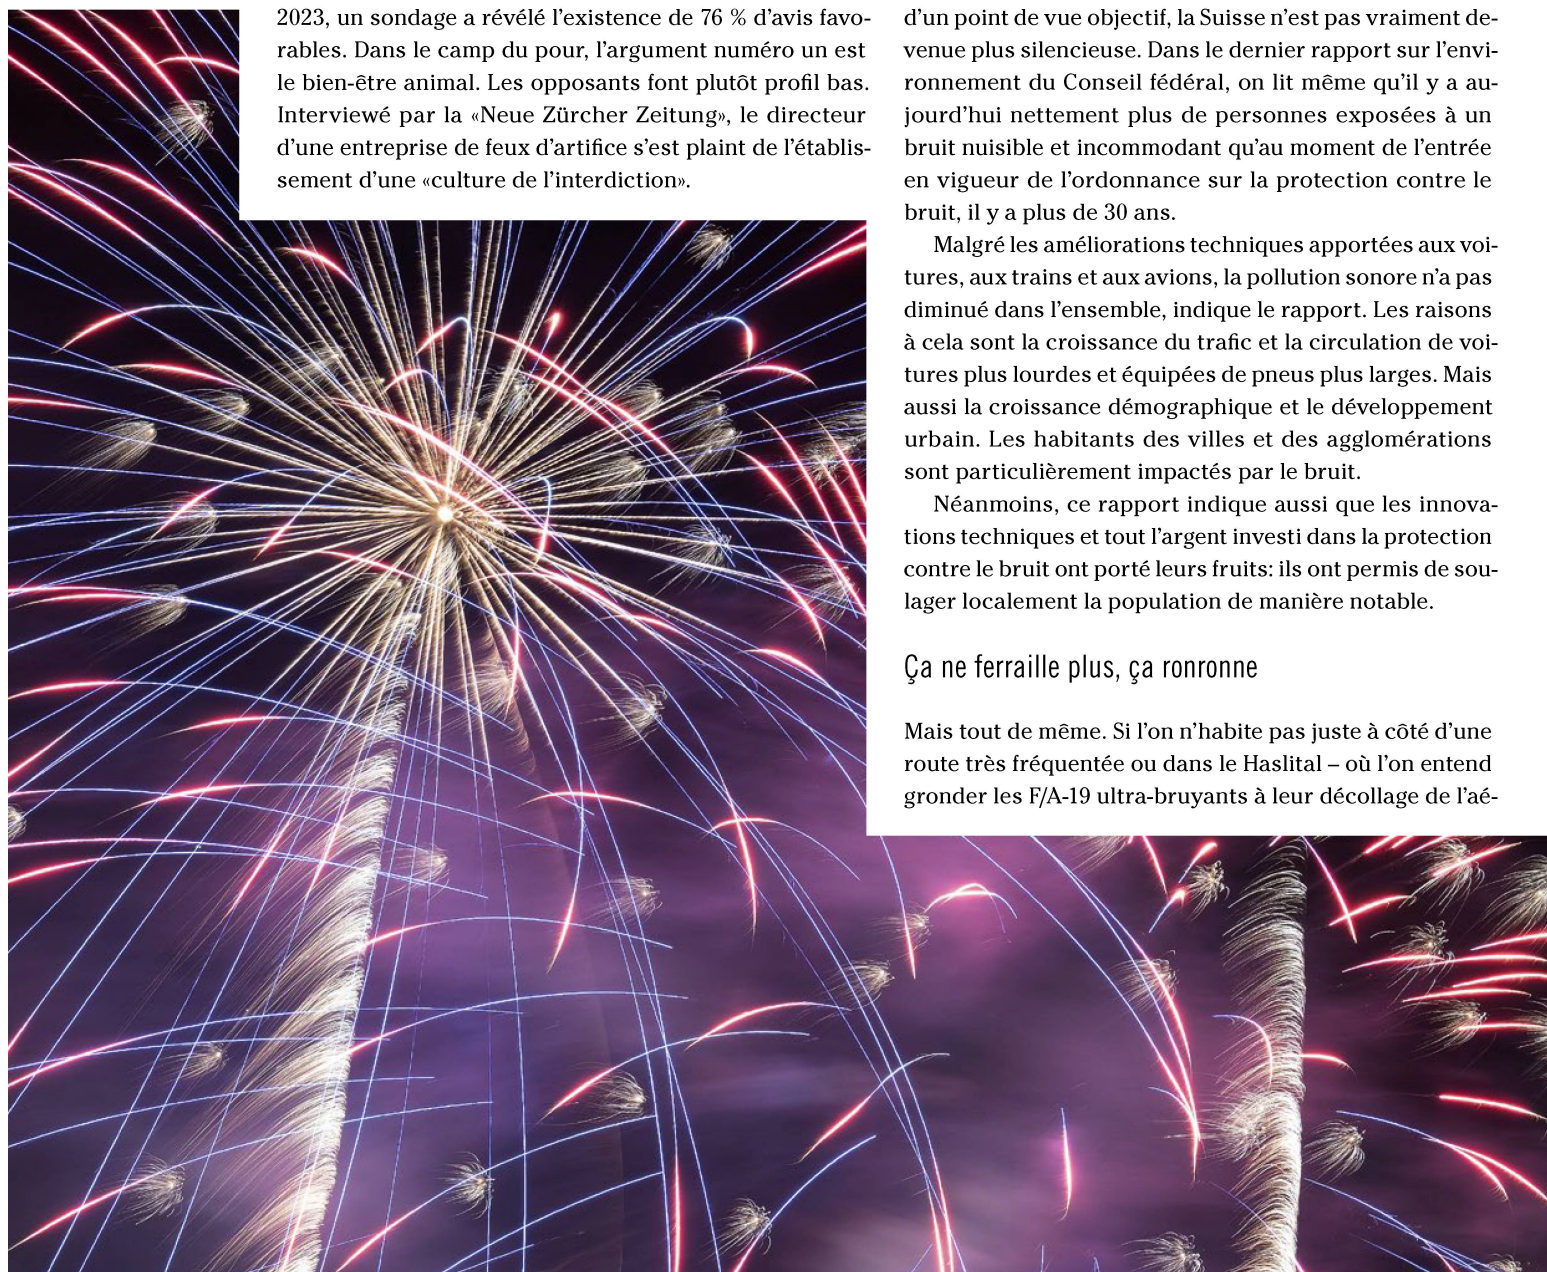 2023, un sondage a révélé l’existence de 76 % d’avis favo-
rables. Dans le camp du pour, l’argument numéro un est
le bien-être animal. Les opposants font plutôt profil bas.
Interviewé par la «Neue Zürcher Zeitung», le directeur
d’une entreprise de feux d’artifice s’est plaint de l’établis-
sement d’une «culture de l’interdiction».
d’un point de vue objectif, la Suisse n’est pas vraiment de-
venue plus silencieuse. Dans le dernier rapport sur l’envi-
ronnement du Conseil fédéral, on lit même qu’il y a au-
jourd’hui nettement plus de personnes exposées à un
bruit nuisible et incommodant qu’au moment de l’entrée
en vigueur de l’ordonnance sur la protection contre le
bruit, il y a plus de 30 ans.
Malgré les améliorations techniques apportées aux voi-
tures, aux trains et aux avions, la pollution sonore n’a pas
diminué dans l’ensemble, indique le rapport. Les raisons
à cela sont la croissance du trafic et la circulation de voi-
tures plus lourdes et équipées de pneus plus larges. Mais
aussi la croissance démographique et le développement
urbain. Les habitants des villes et des agglomérations
sont particulièrement impactés par le bruit.
Néanmoins, ce rapport indique aussi que les innova-
tions techniques et tout l’argent investi dans la protection
contre le bruit ont porté leurs fruits: ils ont permis de sou-
lager localement la population de manière notable.
Ça ne ferraille plus, ça ronronne
Mais tout de même. Si l’on n’habite pas juste à côté d’une
route très fréquentée ou dans le Haslital – où l’on entend
gronder les F/A-19 ultra-bruyants à leur décollage de l’aé-